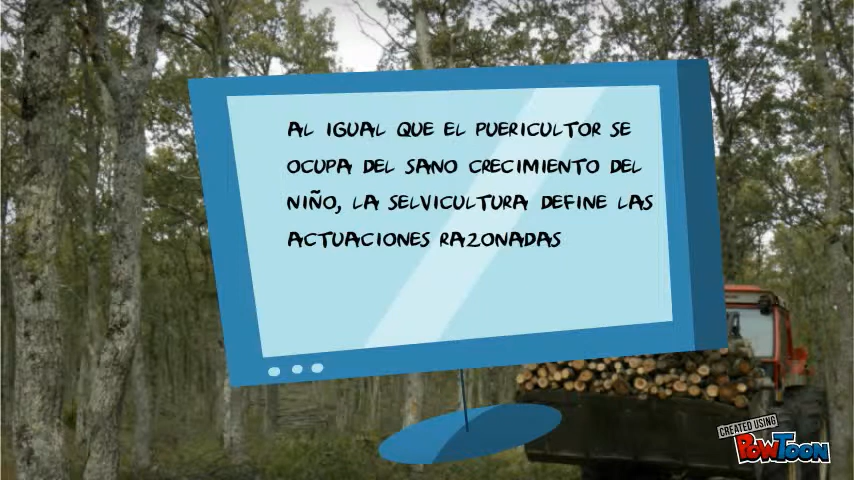 AL IGUAL QUE EL PUERICULTOR SE
OCUPA DEL SANO CRECIMIENTO DEL
NIÑO, LA SELVICULTURA DEFINE LAS
ACTUACIONES RAZONADAS
CREATED USING
POWTOON